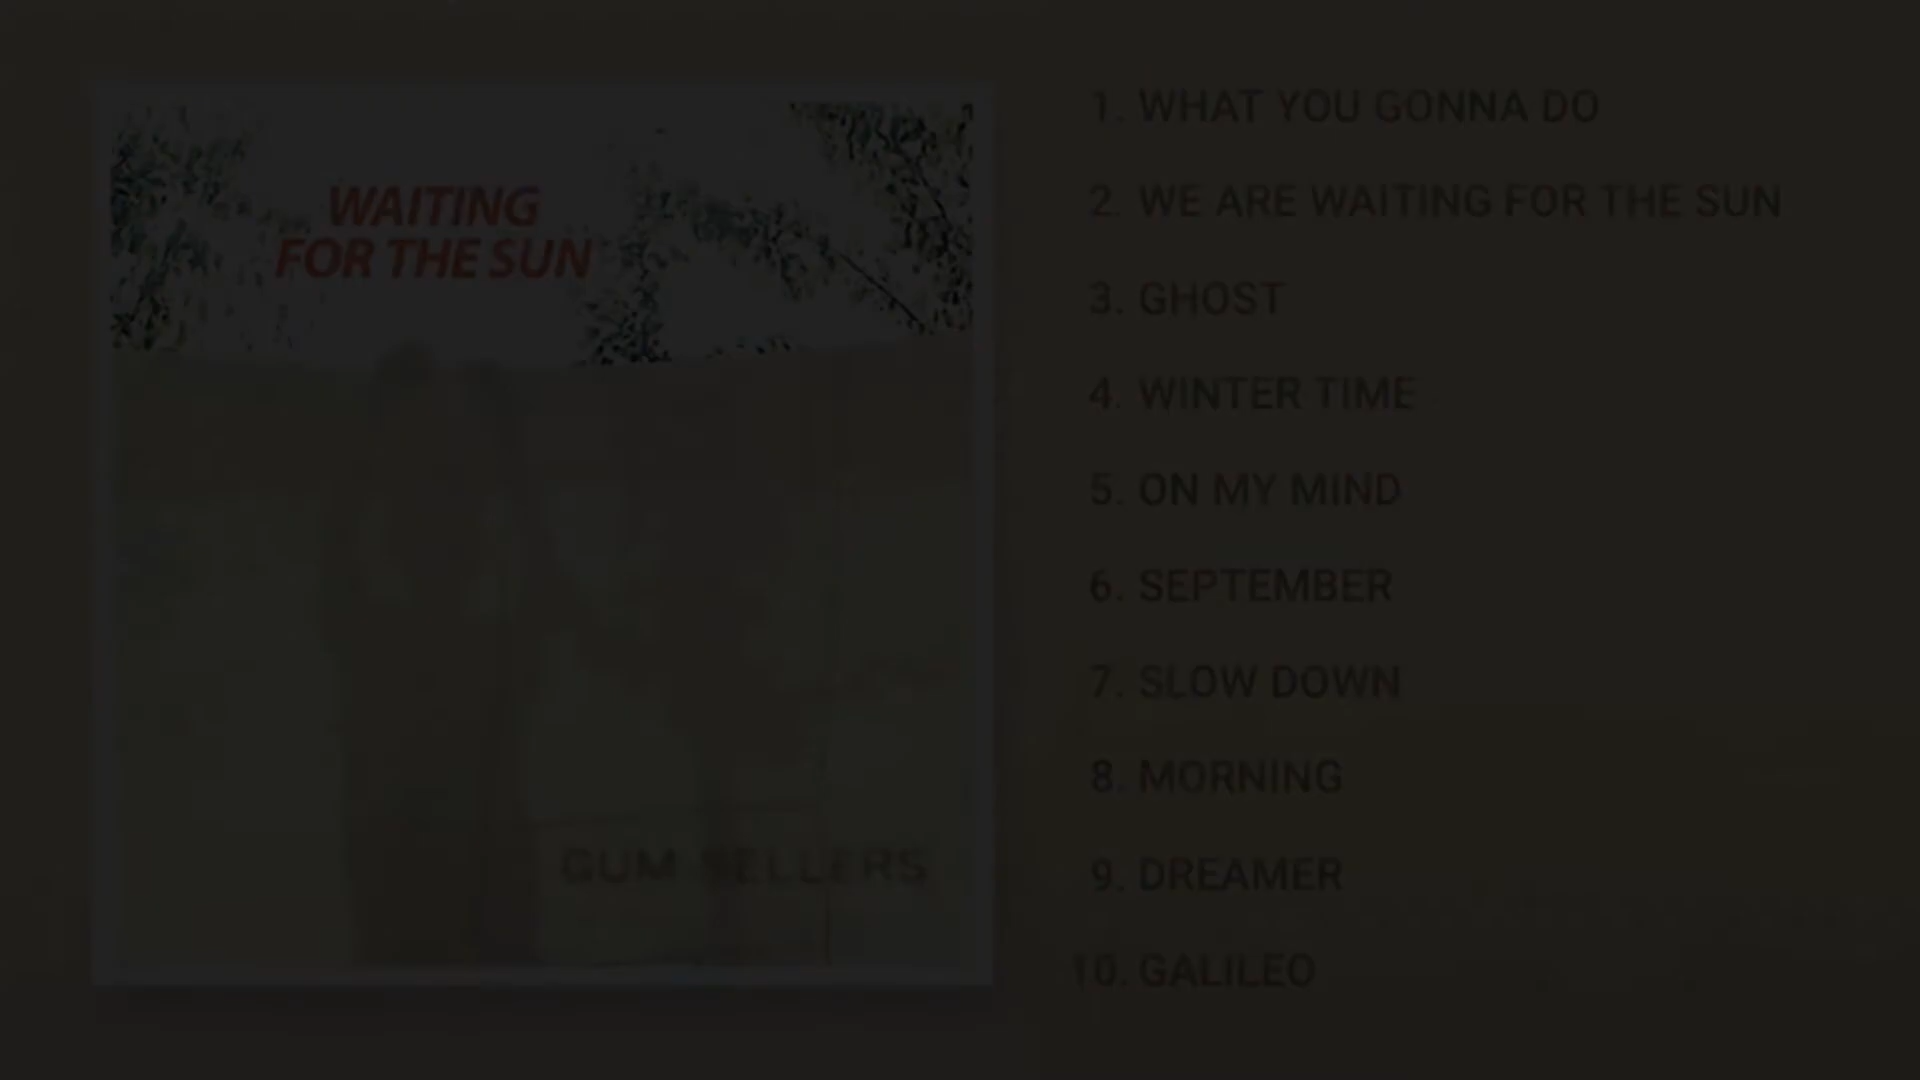 WAITING
FOR THE SUN
GUM SELLERS
1. WHAT YOU GONNA DO
2. WE ARE WAITING FOR THE SUN
3. GHOST
4. WINTER TIME
5. ON MY MIND
6. SEPTEMBER
7. SLOW DOWN
8. MORNING
9. DREAMER
10. GALILEO